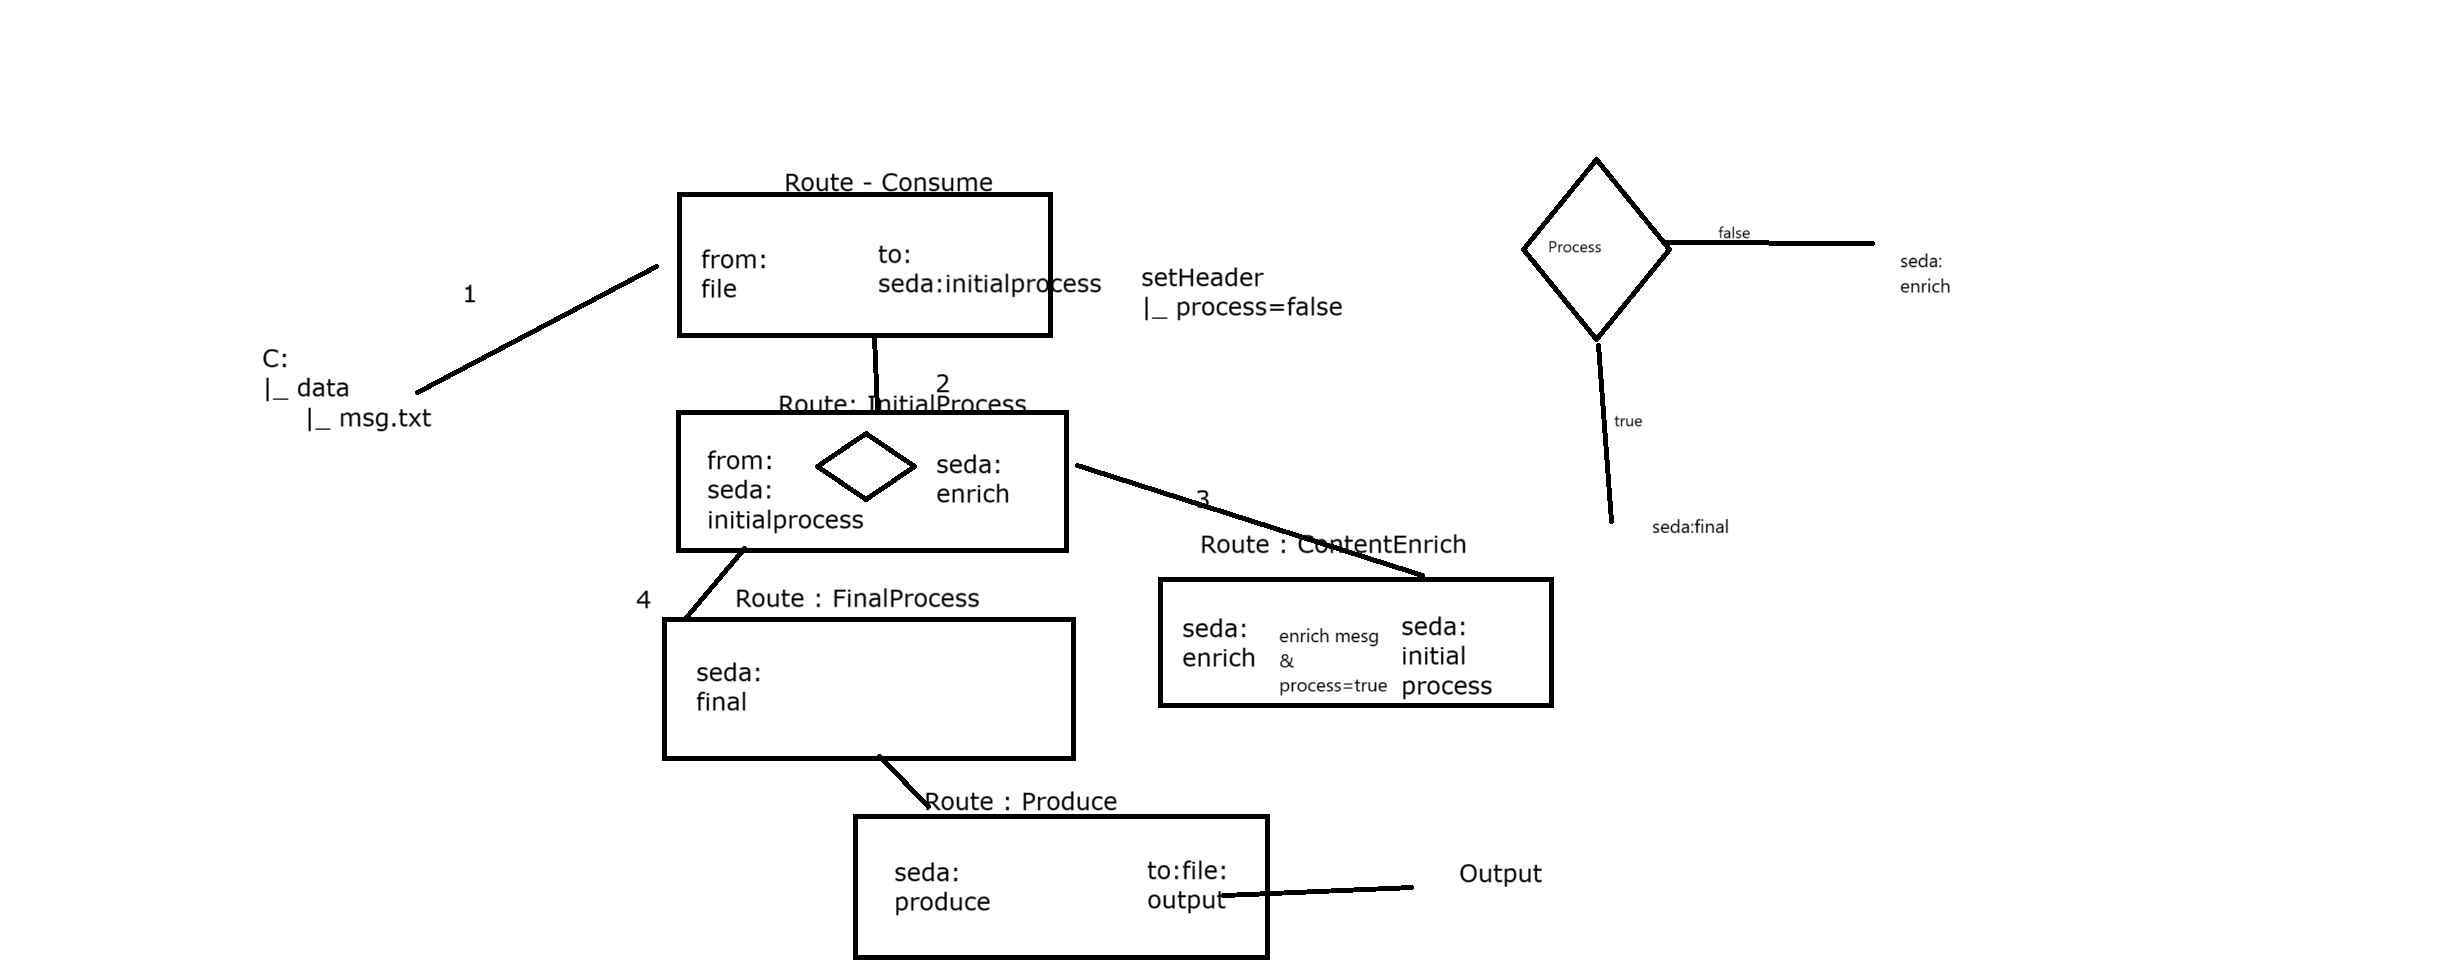 Route - Consume
from:
file
to:
seda:initialprocess
setHeader
|_ process=false
1
C:
|_ data
|_ msg.txt
2
Route: InitialProcess
from:
seda:
initialprocess
seda:
enrich
3
Route : ContentEnrich
seda:
enrich
enrich mesg
&
process=true
seda:
initial
process
4
Route : FinalProcess
seda:
final
Route : Produce
seda:
produce
to:file:
output
Output
Process
false
seda:
enrich
true
seda:final